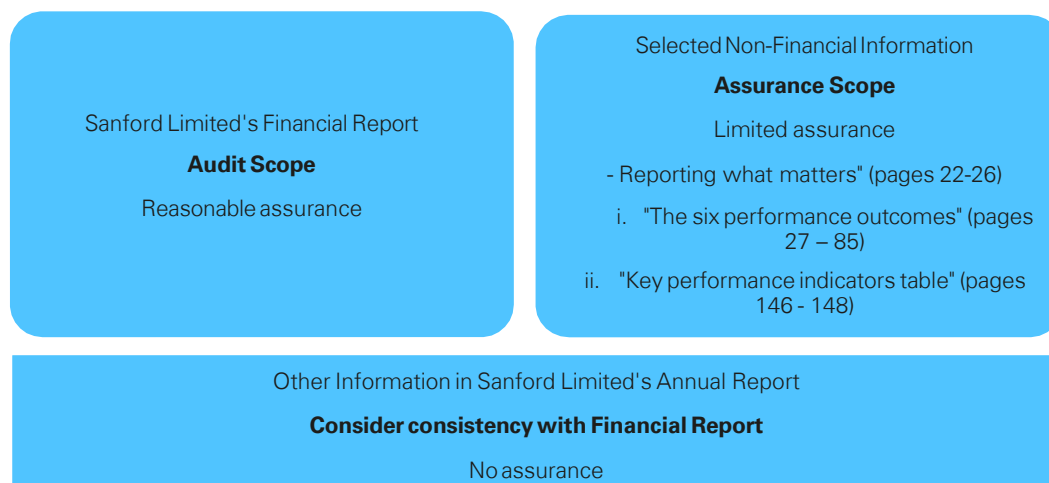 Sanford Limited's Financial Report
Audit Scope
Reasonable assurance
Selected Non-Financial Information
Assurance Scope
Limited assurance
- Reporting what matters" (pages 22-26)
i. "The six performance outcomes" (pages
27 – 85)
ii. "Key performance indicators table" (pages
146 - 148)
Other Information in Sanford Limited's Annual Report
Consider consistency with Financial Report
No assurance